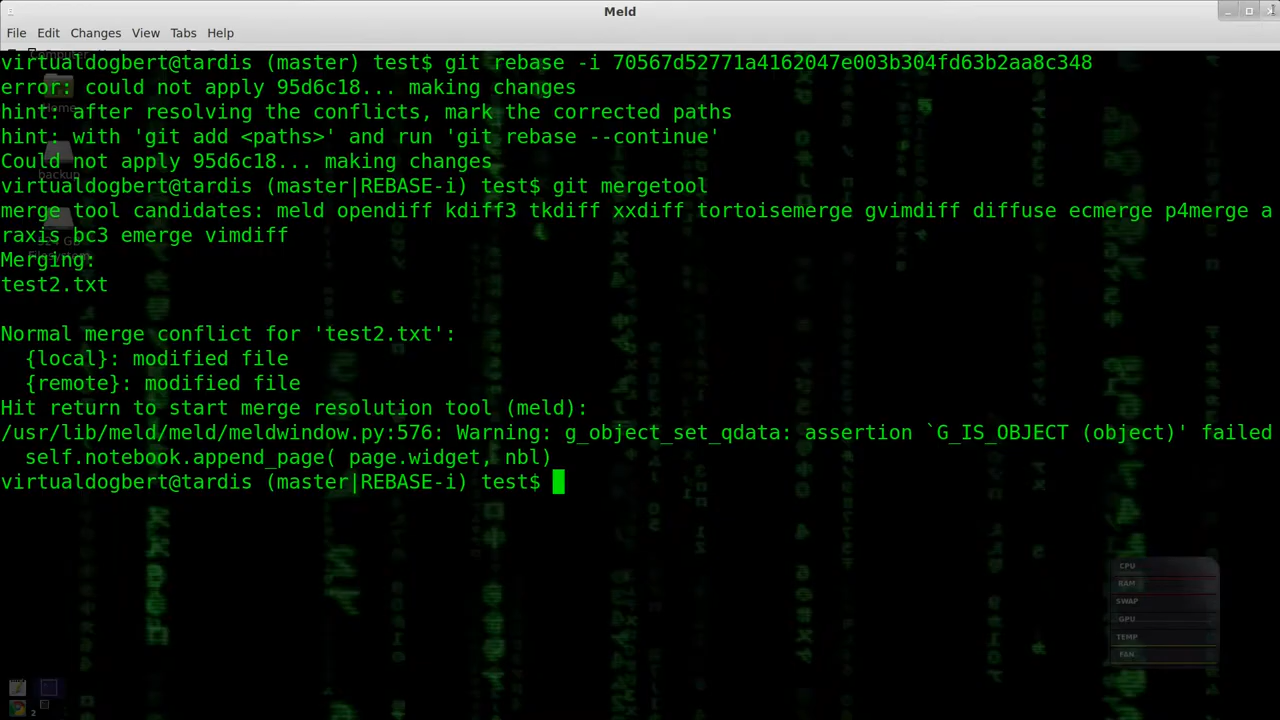 Meld
File Edit Changes View Tabs Help
virtualdogbert@tardis (master) test$ git rebase -i 70567d52771a4162047e003b304fd63b2aa8c348
error: could not apply 95d6c18... making changes
hint: after resolving the conflicts, mark the corrected paths
hint: with 'git add <paths>' and run 'git rebase --continue'
Could not apply 95d6c18... making changes
virtualdogbert@tardis (master|REBASE-i) test$ git mergetool
merge tool candidates: meld opendiff kdiff3 tkdiff xxdiff tortoisemerge gvimdiff diffuse ecmerge p4merge a
raxis bc3 emerge vimdiff
Merging:
test2.txt
Normal merge conflict for 'test2.txt':
{local}: modified file
{remote}: modified file
Hit return to start merge resolution tool (meld):
/usr/lib/meld/meld/meldwindow.py:576: Warning: g_object_set_qdata: assertion `G_IS_OBJECT (object)' failed
self.notebook.append_page( page.widget, nbl)
virtualdogbert@tardis (master|REBASE-i) test$
Home
backup
CPU
RAM
SWAP
GPU
TEMP
FAN
2